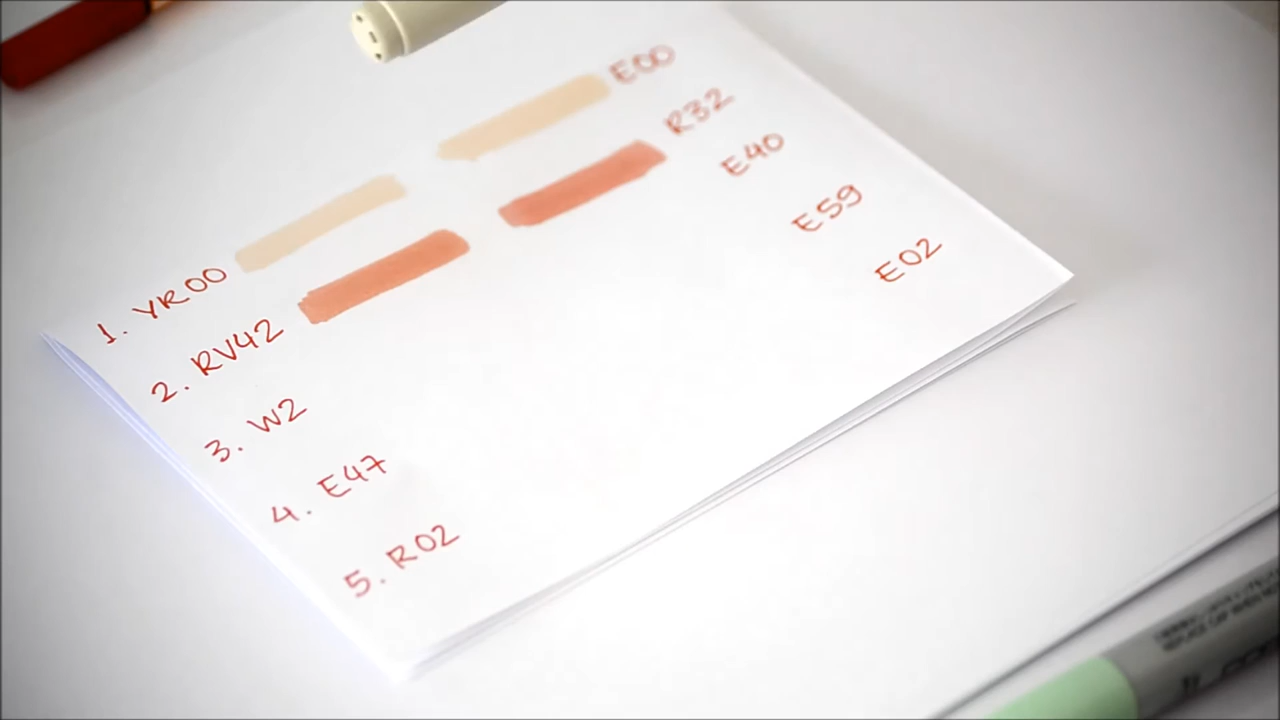 1. YR00 E00
2. RV42 R32
3. W2 E40
4. E47 E59
5. R02 E02